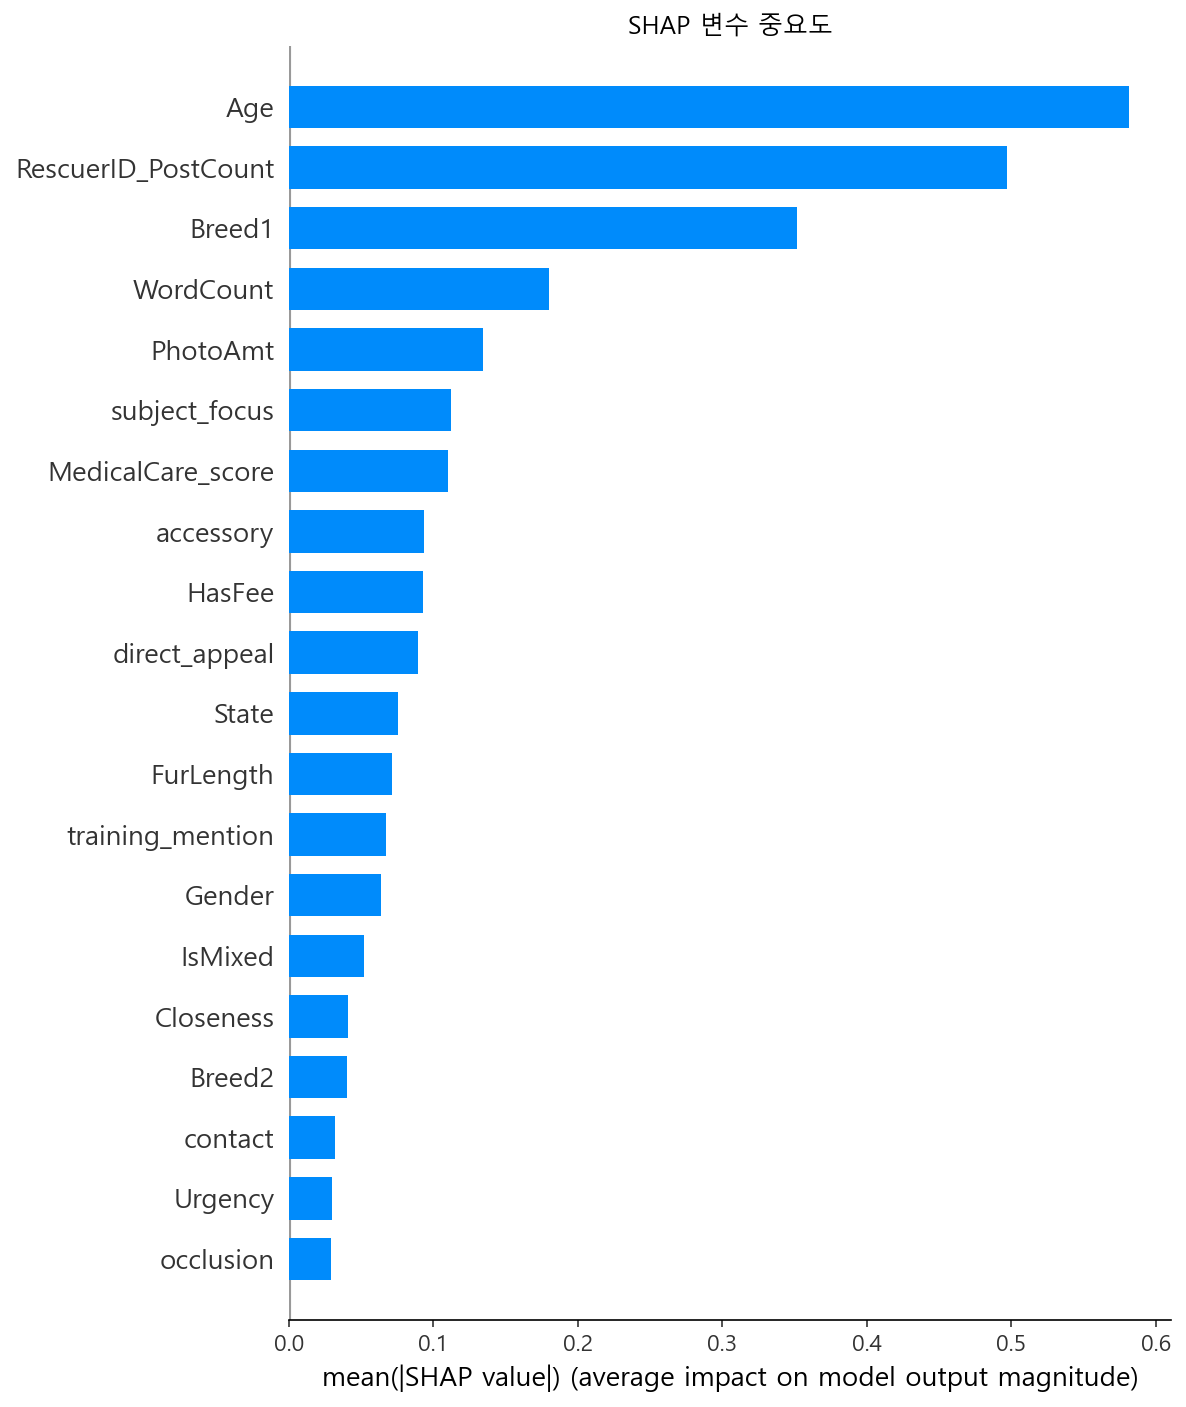 SHAP 변수 중요도
Age
RescuerID_PostCount
Breed1
WordCount
PhotoAmt
subject_focus
MedicalCare_score
accessory
HasFee
direct_appeal
State
FurLength
training_mention
Gender
IsMixed
Closeness
Breed2
contact
Urgency
occlusion
0.0 0.1 0.2 0.3 0.4 0.5 0.6
mean(|SHAP value|) (average impact on model output magnitude)